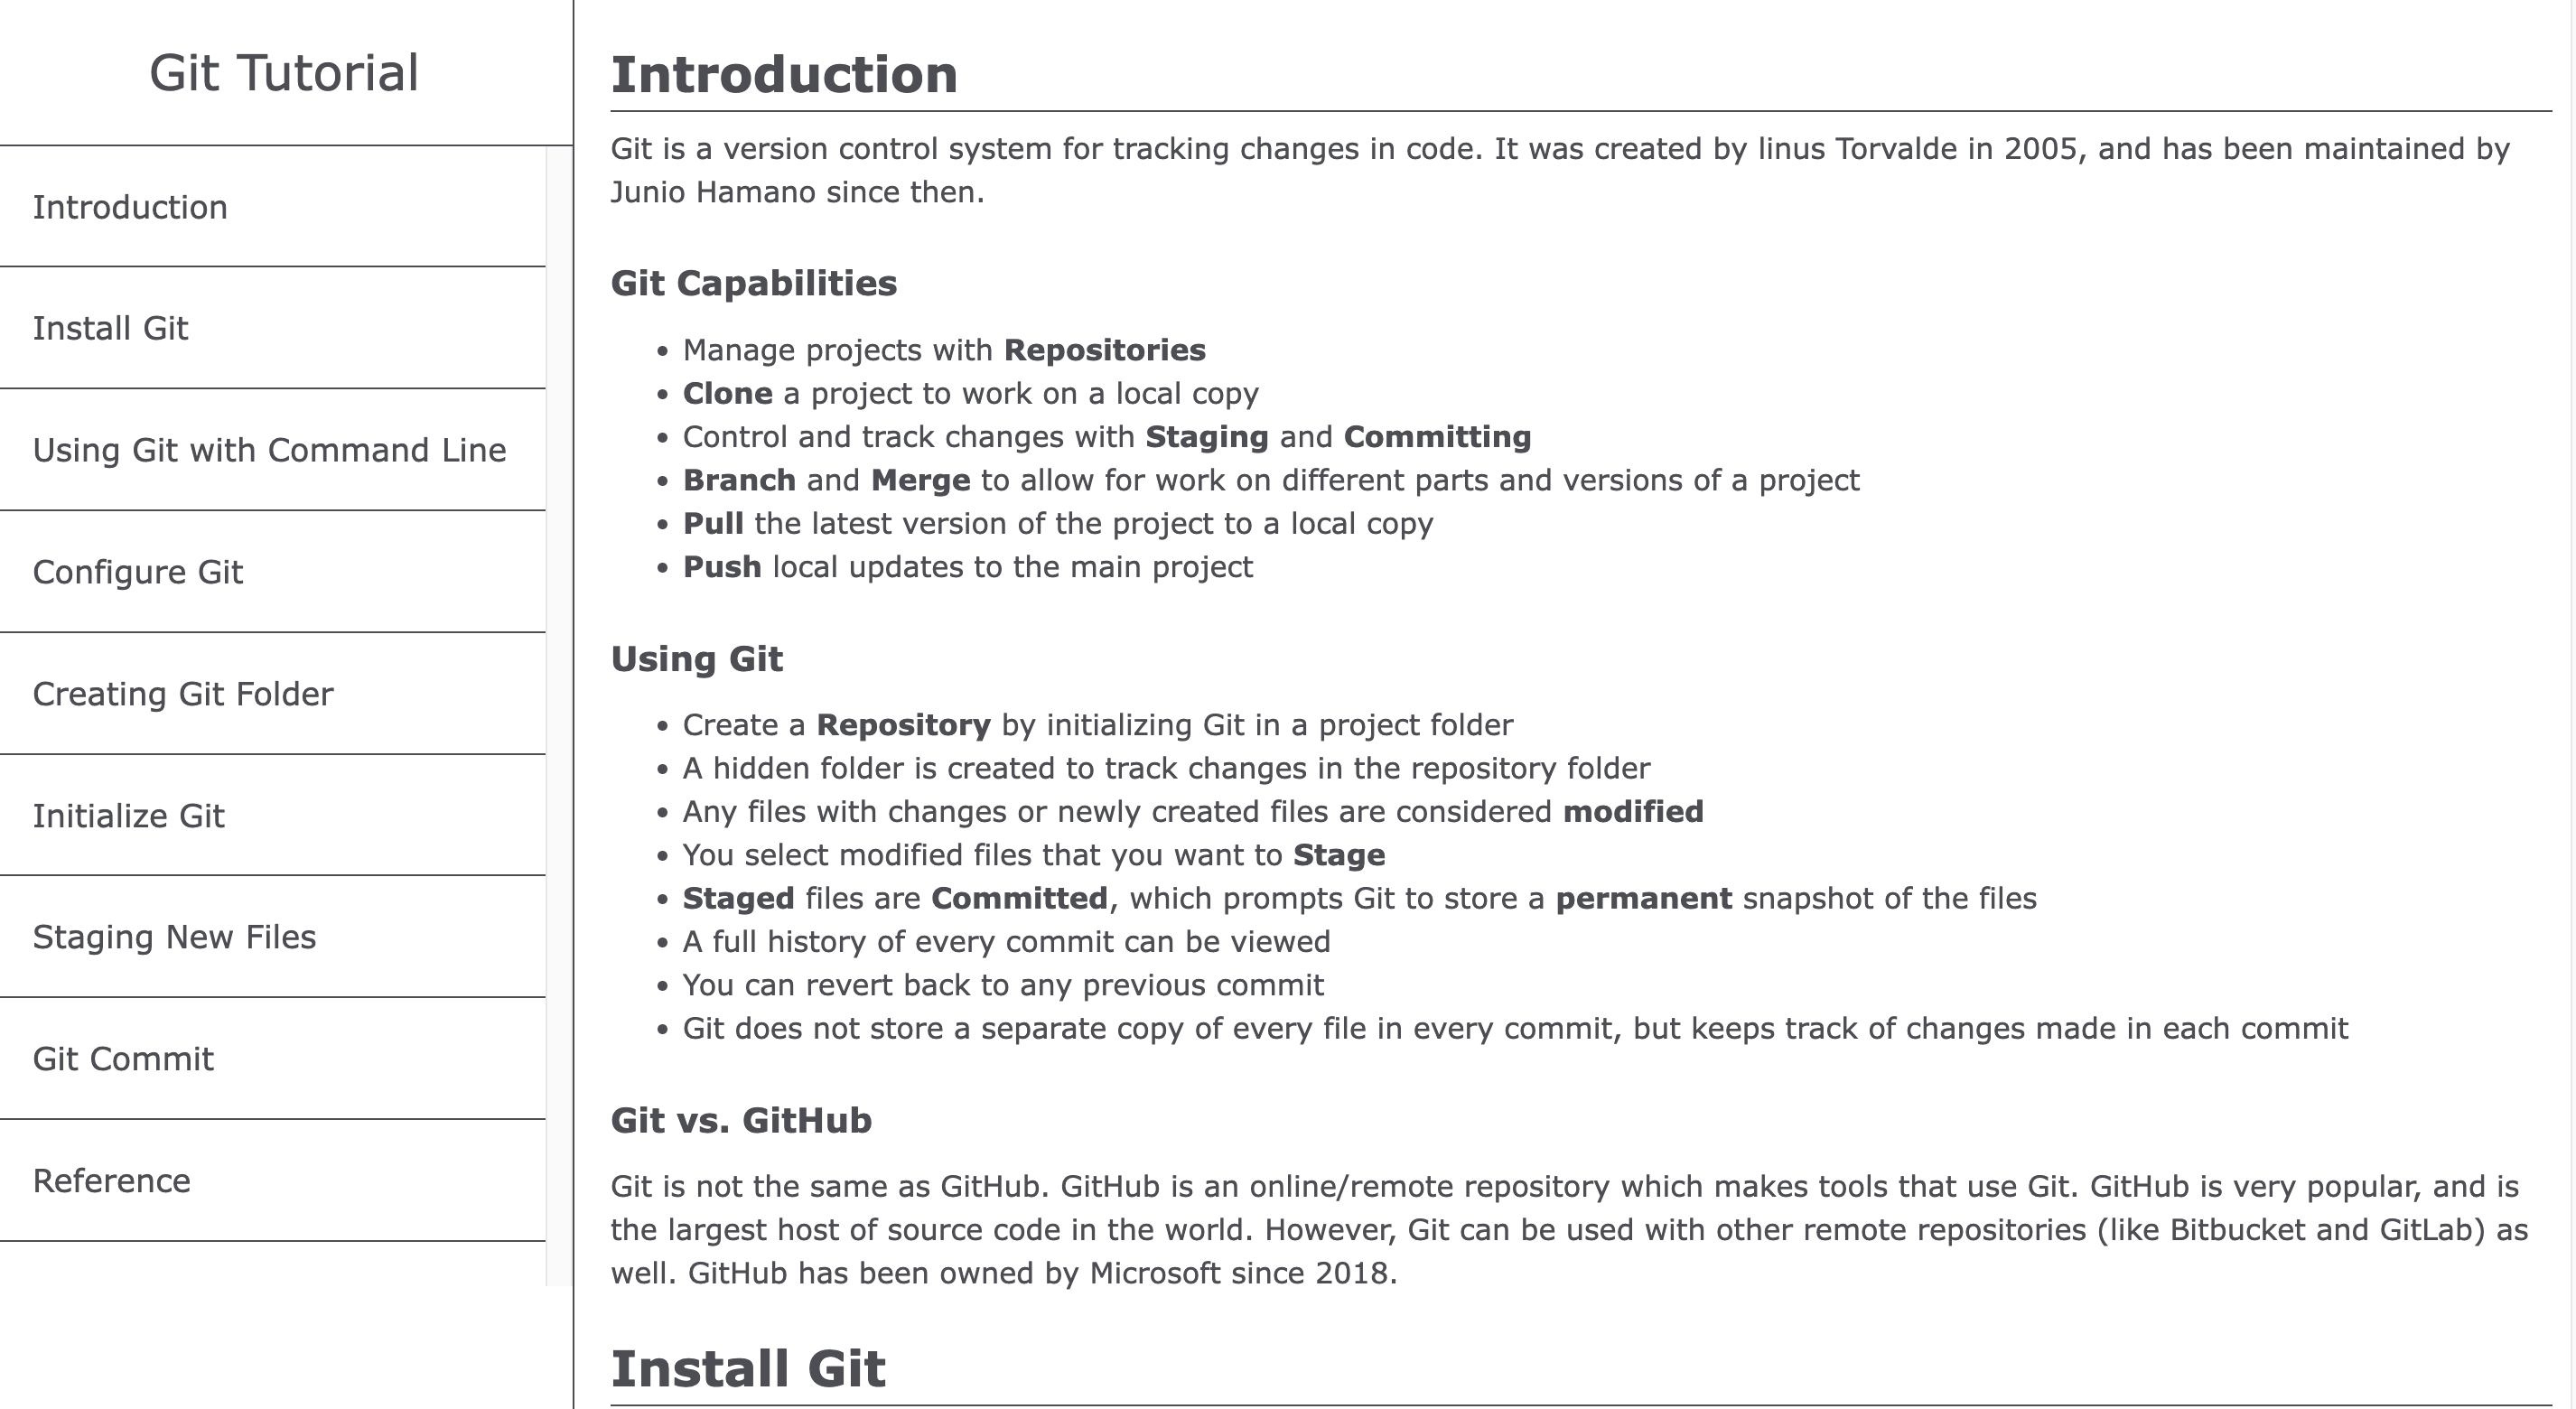 Git Tutorial
Introduction
Install Git
Using Git with Command Line
Configure Git
Creating Git Folder
Initialize Git
Staging New Files
Git Commit
Reference
Introduction
Git is a version control system for tracking changes in code. It was created by linus Torvalde in 2005, and has been maintained by
Junio Hamano since then.
Git Capabilities
• Manage projects with Repositories
• Clone a project to work on a local copy
• Control and track changes with Staging and Committing
• Branch and Merge to allow for work on different parts and versions of a project
• Pull the latest version of the project to a local copy
• Push local updates to the main project
Using Git
• Create a Repository by initializing Git in a project folder
• A hidden folder is created to track changes in the repository folder
• Any files with changes or newly created files are considered modified
• You select modified files that you want to Stage
• Staged files are Committed, which prompts Git to store a permanent snapshot of the files
• A full history of every commit can be viewed
• You can revert back to any previous commit
• Git does not store a separate copy of every file in every commit, but keeps track of changes made in each commit
Git vs. GitHub
Git is not the same as GitHub. GitHub is an online/remote repository which makes tools that use Git. GitHub is very popular, and is
the largest host of source code in the world. However, Git can be used with other remote repositories (like Bitbucket and GitLab) as
well. GitHub has been owned by Microsoft since 2018.
Install Git